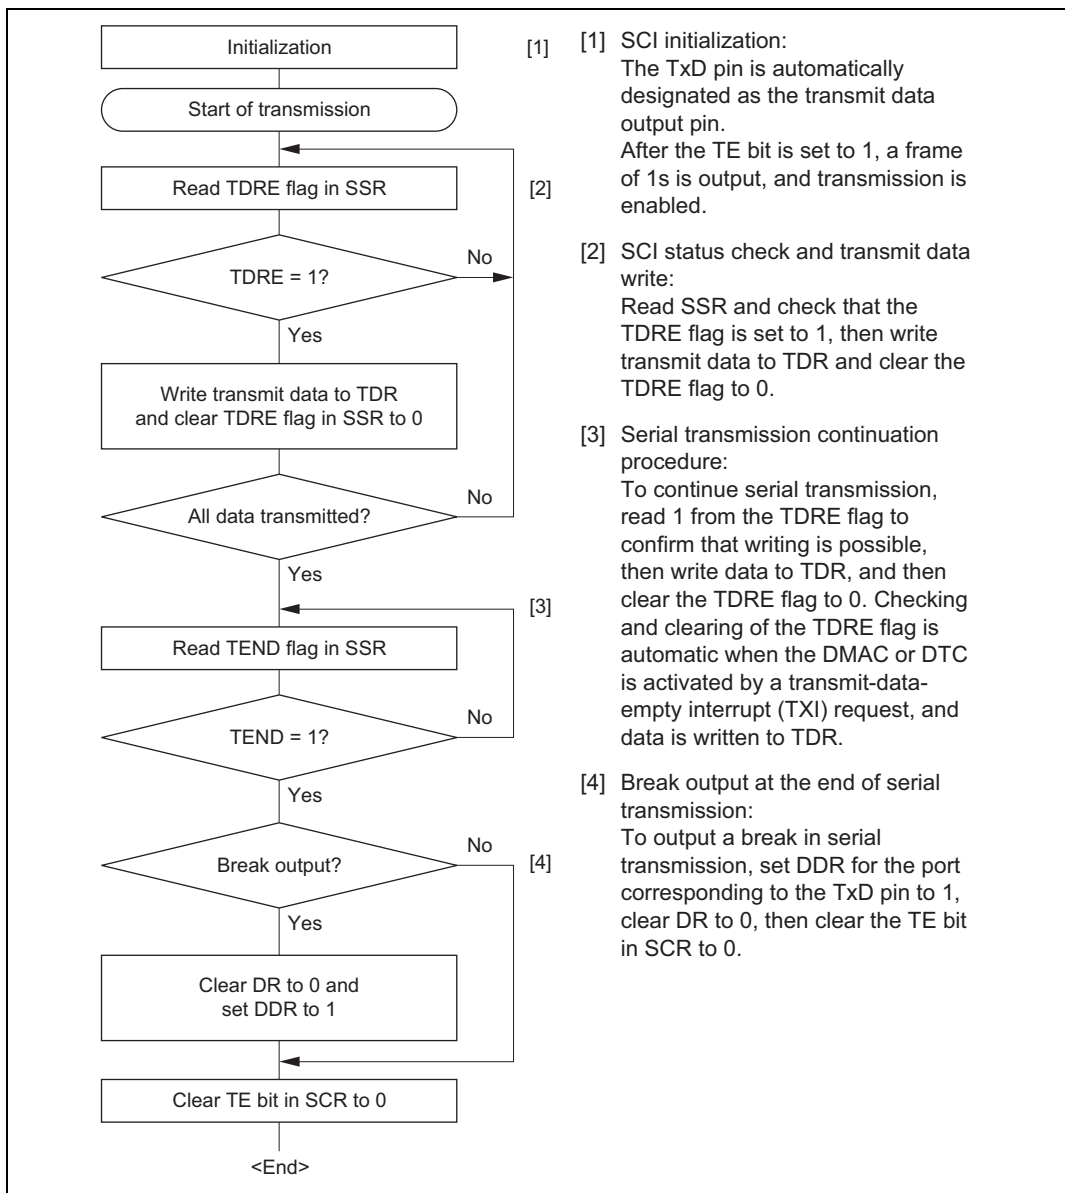 Initialization
[1]
Start of transmission
Read TDRE flag in SSR
[2]
No
TDRE = 1?
Yes
Write transmit data to TDR
and clear TDRE flag in SSR to 0
No
All data transmitted?
Yes
[3]
Read TEND flag in SSR
No
TEND = 1?
Yes
No
Break output?
[4]
Yes
Clear DR to 0 and
set DDR to 1
Clear TE bit in SCR to 0
<End>
[1] SCI initialization:
The TxD pin is automatically
designated as the transmit data
output pin.
After the TE bit is set to 1, a frame
of 1s is output, and transmission is
enabled.
[2] SCI status check and transmit data
write:
Read SSR and check that the
TDRE flag is set to 1, then write
transmit data to TDR and clear the
TDRE flag to 0.
[3] Serial transmission continuation
procedure:
To continue serial transmission,
read 1 from the TDRE flag to
confirm that writing is possible,
then write data to TDR, and then
clear the TDRE flag to 0. Checking
and clearing of the TDRE flag is
automatic when the DMAC or DTC
is activated by a transmit-data-
empty interrupt (TXI) request, and
data is written to TDR.
[4] Break output at the end of serial
transmission:
To output a break in serial
transmission, set DDR for the port
corresponding to the TxD pin to 1,
clear DR to 0, then clear the TE bit
in SCR to 0.